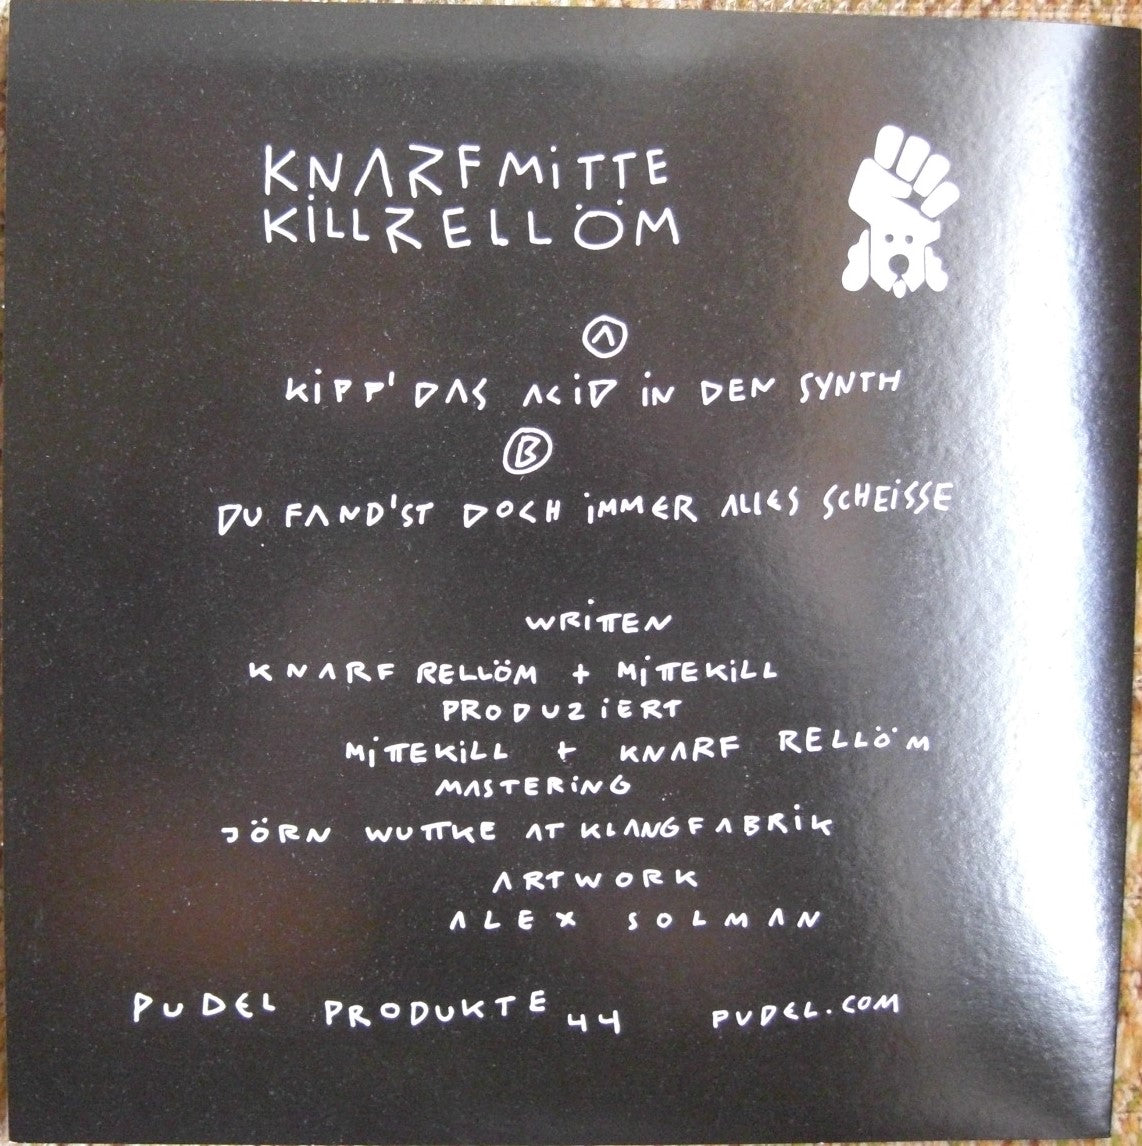 KNARFMiTTE
KiLLRELLÖM
A
KiPP' DAS ACiD iN DEN SYNTH
B
DU FAND'ST DOCH iMMER ALLES SCHEiSSE
WRiTTEN
KNARF RELLÖM + MiTTEKiLL
PRODUZiERT
MiTTEKiLL + KNARF RELLÖM
MASTERiNG
JÖRN WUTTKE AT KLANGFABRiK
ARTWORK
ALEX SOLMAN
PUDEL PRODUKTE 44 PUDEL.COM